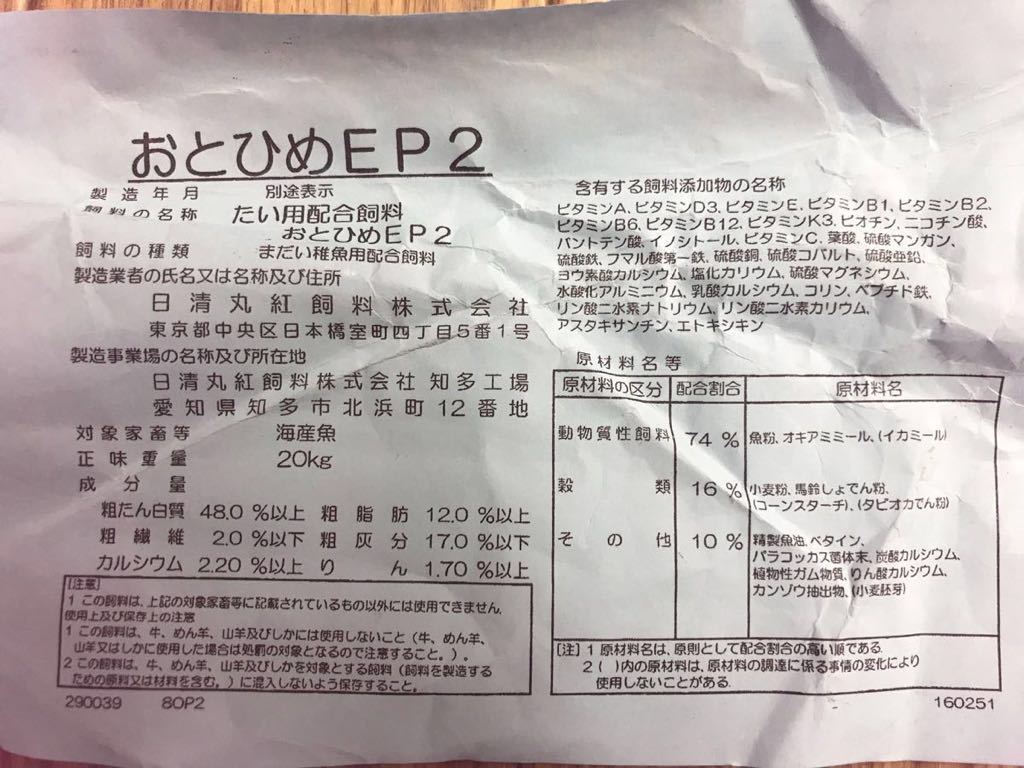 おとひめEP2
製造年月 別途表示
飼料の名称 たい用配合飼料
おとひめEP2
飼料の種類 まだい稚魚用配合飼料
製造業者の氏名又は名称及び住所
日清丸紅飼料株式会社
東京都中央区日本橋室町四丁目5番1号
製造事業場の名称及び所在地
日清丸紅飼料株式会社 知多工場
愛知県知多市北浜町12番地
対象家畜等 海産魚
正味重量 20kg
成分量
粗たん白質 48.0 %以上 粗脂肪 12.0 %以上
粗繊維 2.0 %以下 粗灰分 17.0 %以下
カルシウム 2.20 %以上 りん 1.70 %以上
[注意]
1 この飼料は、上記の対象家畜等に記載されているもの以外には使用できません。
使用上及び保存上の注意
1 この飼料は、牛、めん羊、山羊及びしかには使用しないこと(牛、めん羊、
山羊又はしかに使用した場合は処罰の対象となるので注意すること。)。
2 この飼料は、牛、めん羊、山羊及びしかを対象とする飼料(飼料を製造する
ための原料又は材料を含む。)に混入しないよう保存すること。
290039 80P2
含有する飼料添加物の名称
ビタミンA、ビタミンD3、ビタミンE、ビタミンB1、ビタミンB2、
ビタミンB6、ビタミンB12、ビタミンK3、ビオチン、ニコチン酸、
パントテン酸、イノシトール、ビタミンC、葉酸、硫酸マンガン、
硫酸鉄、フマル酸第一鉄、硫酸銅、硫酸コバルト、硫酸亜鉛、
ヨウ素酸カルシウム、塩化カリウム、硫酸マグネシウム、
水酸化アルミニウム、乳酸カルシウム、コリン、ペプチド鉄、
リン酸二水素ナトリウム、リン酸二水素カリウム、
アスタキサンチン、エトキシキン
原材料名等
原材料の区分 配合割合 原材料名
動物質性飼料 74 % 魚粉、オキアミミール、(イカミール)
穀類 16 % 小麦粉、馬鈴しょでん粉、
(コーンスターチ)、(タピオカでん粉)
その他 10 % 精製魚油、ベタイン、
パラコッカス菌体末、炭酸カルシウム、
植物性ガム物質、りん酸カルシウム、
カンゾウ抽出物、(小麦胚芽)
[注] 1 原材料名は、原則として配合割合の高い順である。
2 ( )内の原材料は、原材料の調達に係る事情の変化により
使用しないことがある。
160251